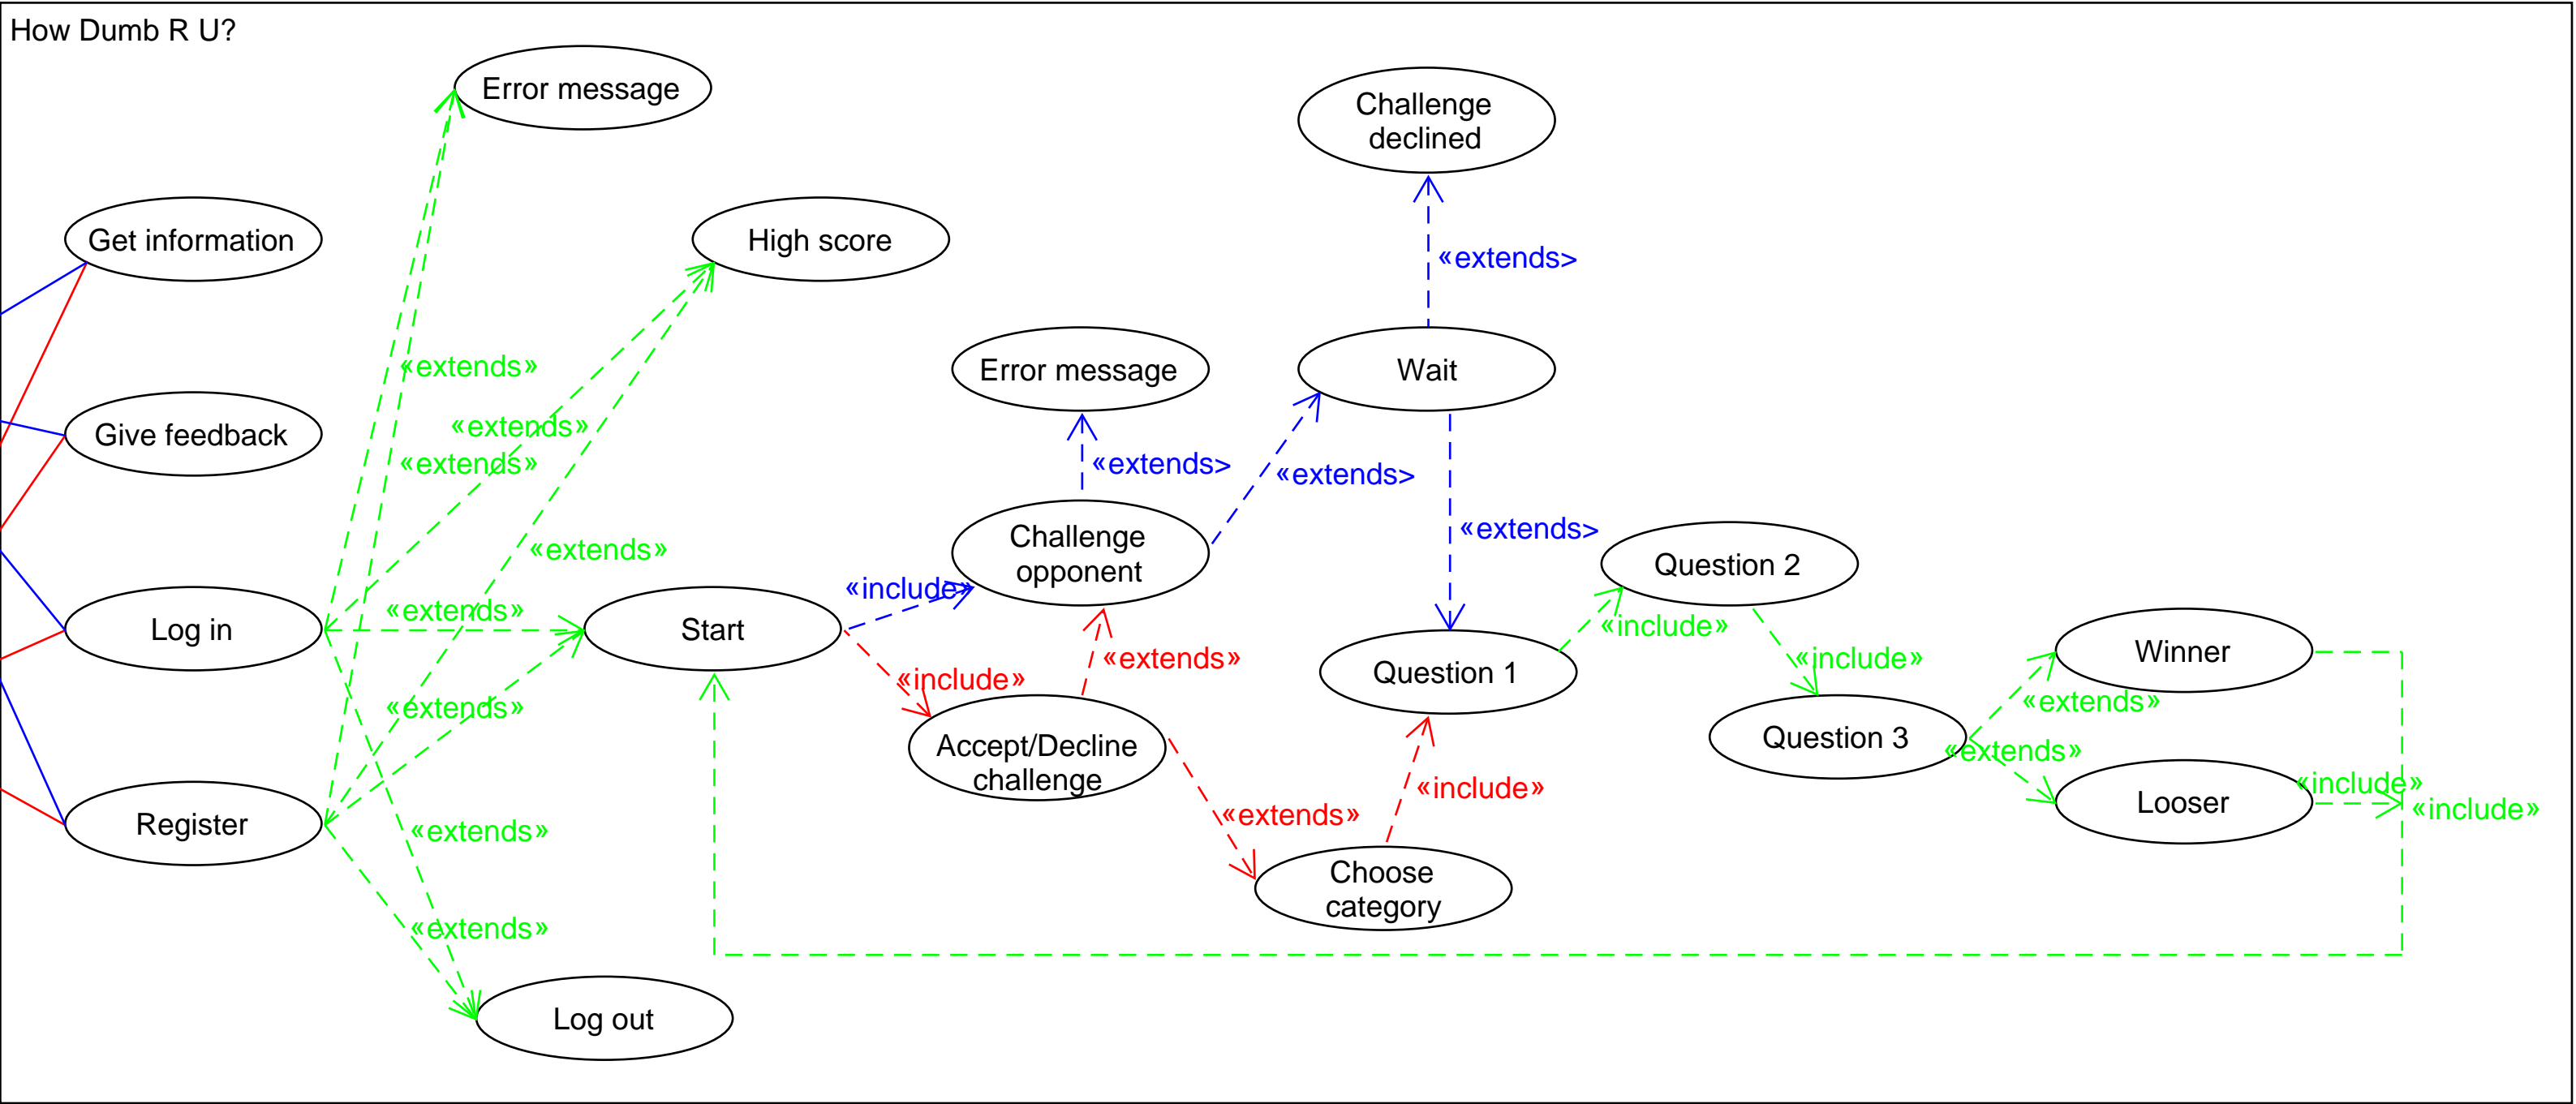 How Dumb R U?
Error message
Challenge
declined
Get information
High score
«extends>
Error message
Wait
«extends»
«extends»
Give feedback
«extends»
«extends>
«extends>
«extends>
Challenge
opponent
«extends»
Question 2
«include»
«extends»
Log in
Start
«include»
Winner
«extends»
«include»
Question 1
«include»
«extends»
«extends»
Accept/Decline
challenge
Question 3
«extends»
«include»
«include»
«include»
Looser
«extends»
Register
«extends»
Choose
category
«extends»
Log out